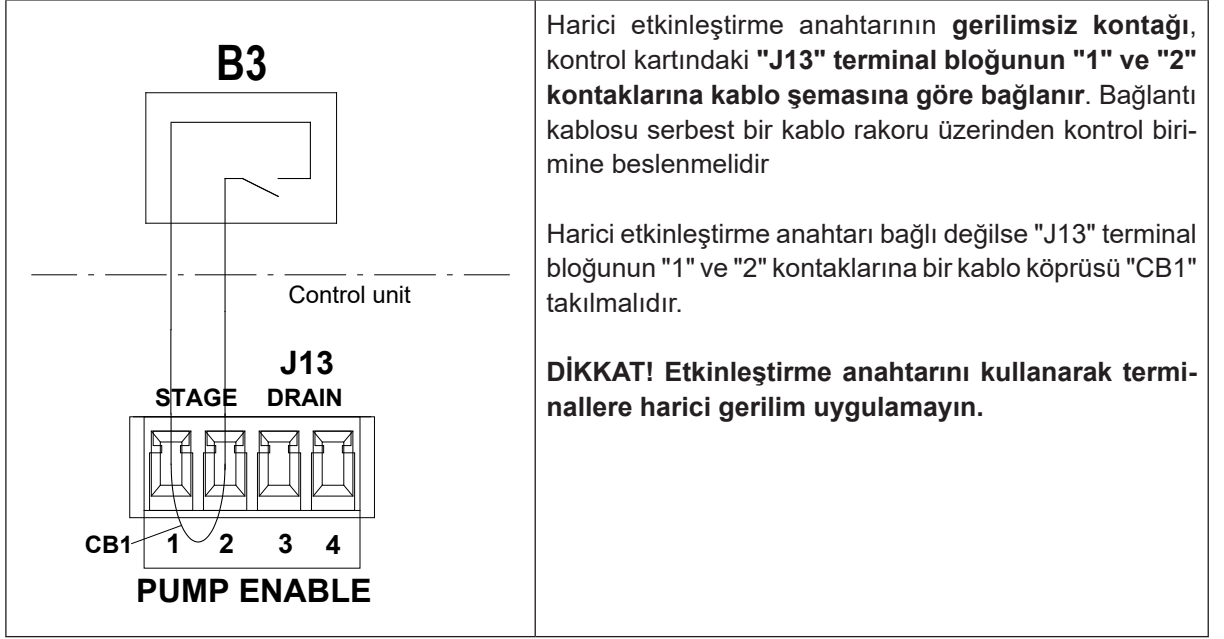 B3
Control unit
J13
STAGE DRAIN
CB1 1 2 3 4
PUMP ENABLE
Harici etkinleştirme anahtarının gerilimsiz kontağı,
kontrol kartındaki "J13" terminal bloğunun "1" ve "2"
kontaklarına kablo şemasına göre bağlanır. Bağlantı
kablosu serbest bir kablo rakoru üzerinden kontrol biri-
mine beslenmelidir
Harici etkinleştirme anahtarı bağlı değilse "J13" terminal
bloğunun "1" ve "2" kontaklarına bir kablo köprüsü "CB1"
takılmalıdır.
DİKKAT! Etkinleştirme anahtarını kullanarak termi-
nallere harici gerilim uygulamayın.